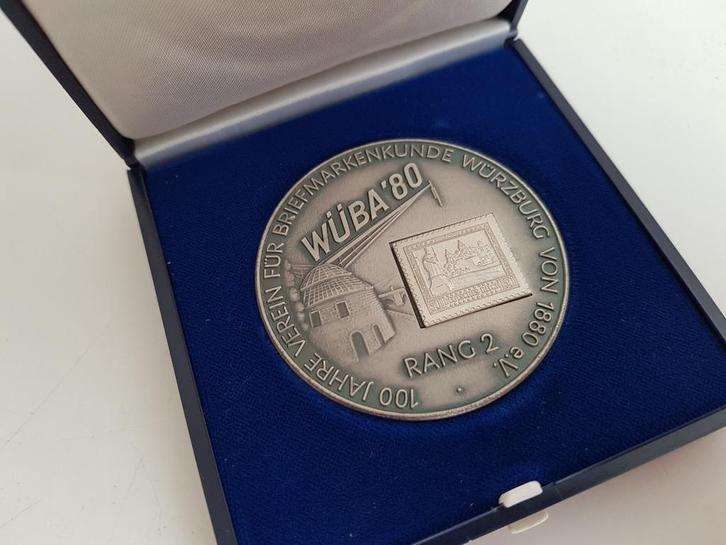 100 JAHRE VEREIN FÜR BRIEFMARKENKUNDE WÜRZBURG VON 1880 e.V.
WÜBA'80
RANG 2